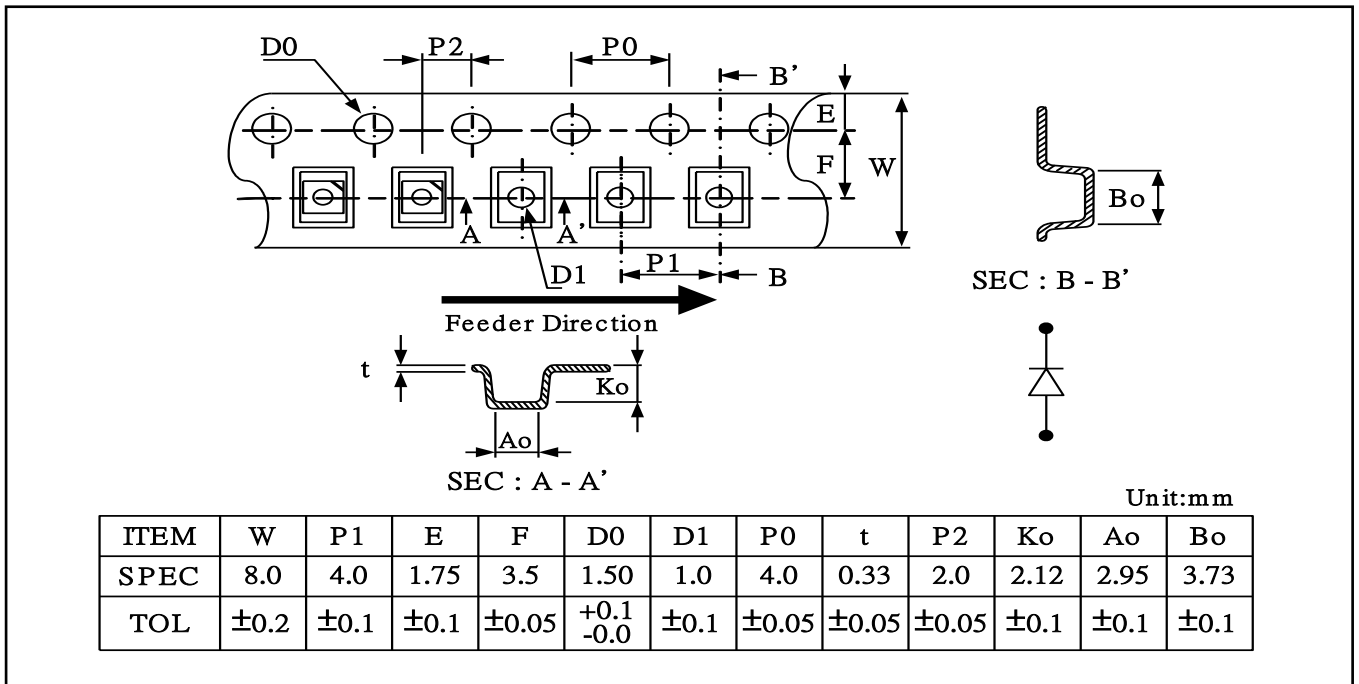 D0
P2
P0
B’
E
F
W
A
A’
D1
P1
B
Feeder Direction
Bo
SEC : B - B’
t
Ko
Ao
SEC : A - A’
Unit:mm
ITEM W P1 E F D0 D1 P0 t P2 Ko Ao Bo
SPEC 8.0 4.0 1.75 3.5 1.50 1.0 4.0 0.33 2.0 2.12 2.95 3.73
TOL ±0.2 ±0.1 ±0.1 ±0.05 +0.1 -0.0 ±0.1 ±0.05 ±0.05 ±0.05 ±0.1 ±0.1 ±0.1